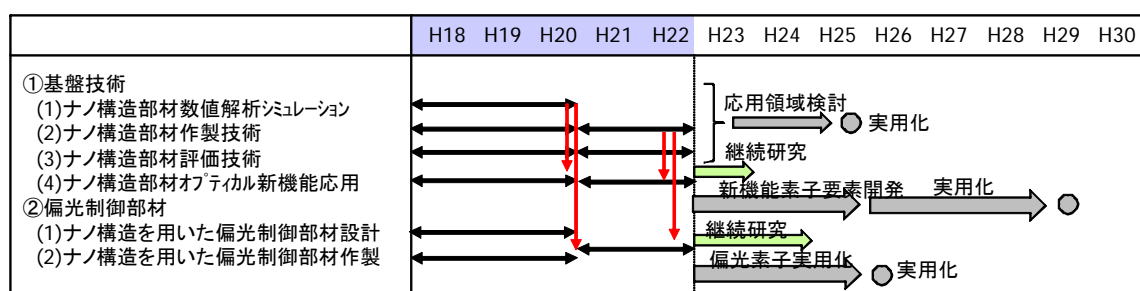 H18 H19 H20 H21 H22 H23 H24 H25 H26 H27 H28 H29 H30
①基盤技術
(1)ナノ構造部材数値解析シミュレーション
(2)ナノ構造部材作製技術
(3)ナノ構造部材評価技術
(4)ナノ構造部材オプティカル新機能応用
②偏光制御部材
(1)ナノ構造を用いた偏光制御部材設計
(2)ナノ構造を用いた偏光制御部材作製
応用領域検討
実用化
継続研究
新機能素子要素開発 実用化
継続研究
偏光素子実用化 実用化